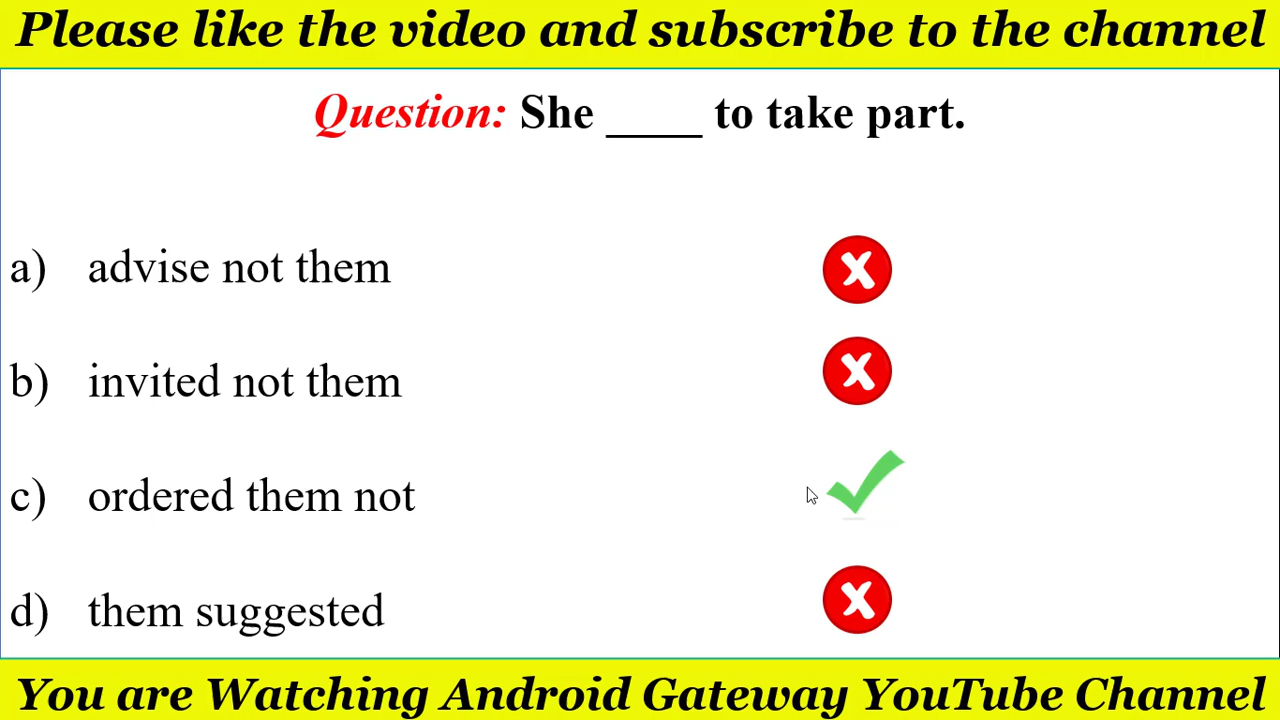 Please like the video and subscribe to the channel
Question: She ____ to take part.
a) advise not them
b) invited not them
c) ordered them not
d) them suggested
You are Watching Android Gateway YouTube Channel